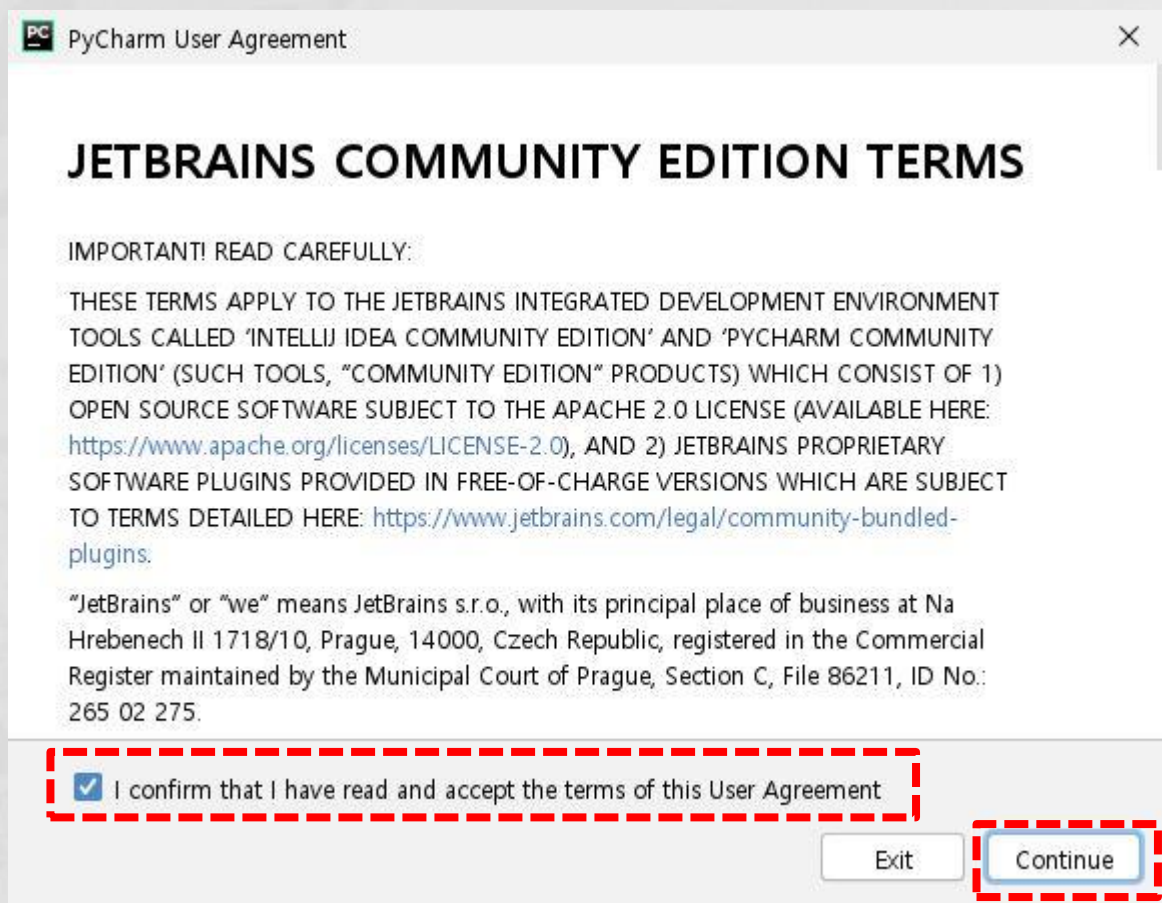 PC PyCharm User Agreement
JETBRAINS COMMUNITY EDITION TERMS
IMPORTANT! READ CAREFULLY:
THESE TERMS APPLY TO THE JETBRAINS INTEGRATED DEVELOPMENT ENVIRONMENT
TOOLS CALLED ‘INTELLIJ IDEA COMMUNITY EDITION’ AND ‘PYCHARM COMMUNITY
EDITION’ (SUCH TOOLS, “COMMUNITY EDITION” PRODUCTS) WHICH CONSIST OF 1)
OPEN SOURCE SOFTWARE SUBJECT TO THE APACHE 2.0 LICENSE (AVAILABLE HERE:
https://www.apache.org/licenses/LICENSE-2.0), AND 2) JETBRAINS PROPRIETARY
SOFTWARE PLUGINS PROVIDED IN FREE-OF-CHARGE VERSIONS WHICH ARE SUBJECT
TO TERMS DETAILED HERE: https://www.jetbrains.com/legal/community-bundled-
plugins.
“JetBrains” or “we” means JetBrains s.r.o., with its principal place of business at Na
Hrebenech II 1718/10, Prague, 14000, Czech Republic, registered in the Commercial
Register maintained by the Municipal Court of Prague, Section C, File 86211, ID No.:
265 02 275.
I confirm that I have read and accept the terms of this User Agreement
Exit Continue